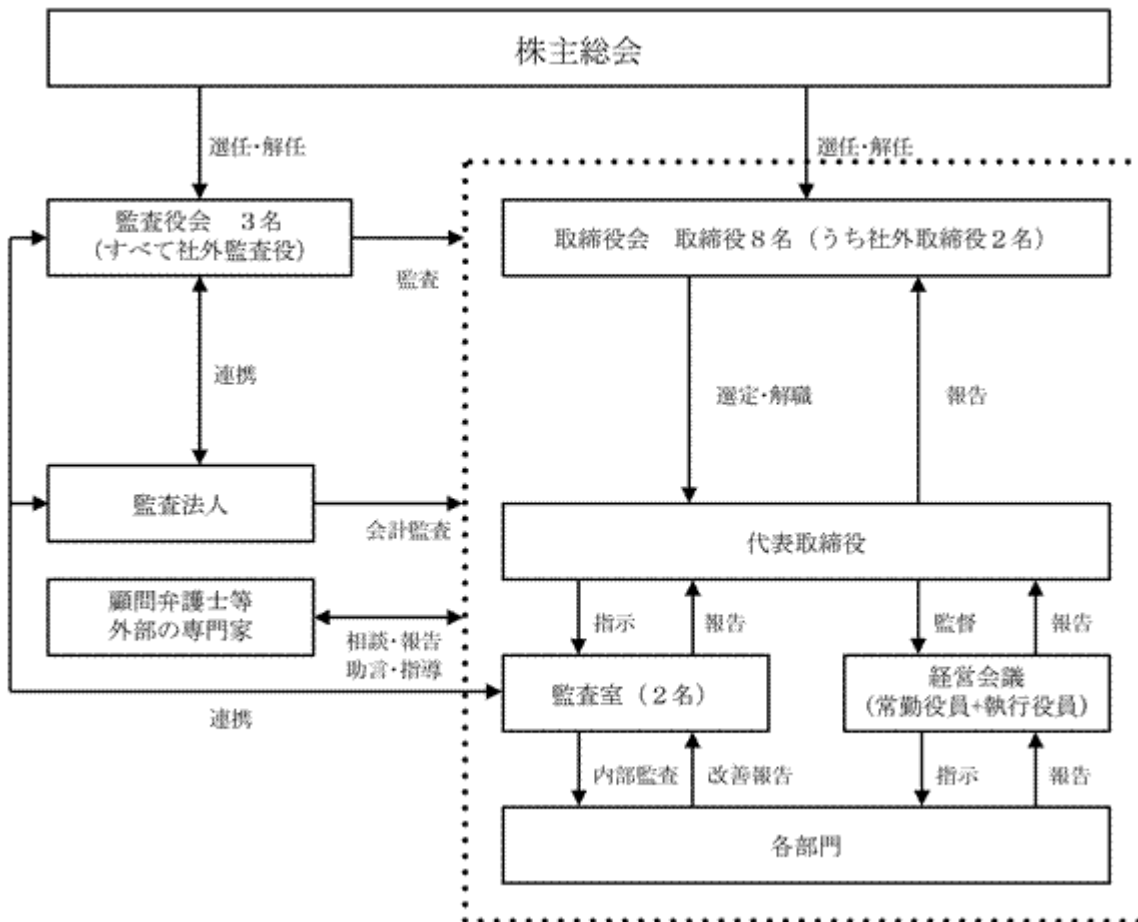 株主総会
選任・解任
選任・解任
監査役会　３名
(すべて社外監査役)
監査
取締役会　取締役８名（うち社外取締役２名）
連携
選定・解職
報告
監査法人
会計監査
代表取締役
顧問弁護士等
外部の専門家
相談・報告
助言・指導
指示
報告
監督
報告
連携
監査室（２名）
経営会議
(常勤役員+執行役員)
内部監査
改善報告
指示
報告
各部門